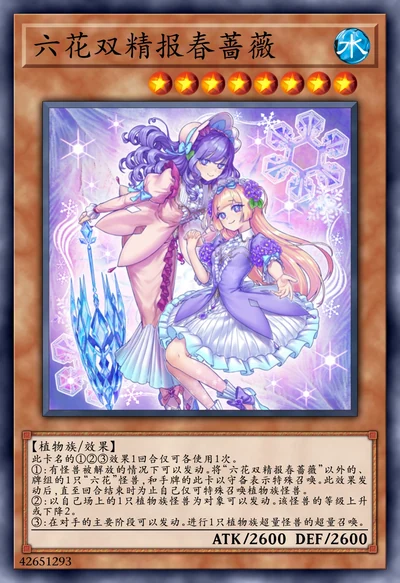 六花双精报春蔷薇
水
【植物族/效果】
此卡名的①②③效果1回合仅可各使用1次。
①:有怪兽被解放的情况下可以发动。将“六花双精报春蔷薇”以外的、
牌组的1只“六花”怪兽,和手牌的此卡以守备表示特殊召唤。此效果发
动后,直至回合结束时为止自己仅可特殊召唤植物族怪兽。
②:以自己场上的1只植物族怪兽为对象可以发动。该怪兽的等级上升
或下降2。
③:在对手的主要阶段可以发动。进行1只植物族超量怪兽的超量召唤。
ATK/2600 DEF/2600
42651293